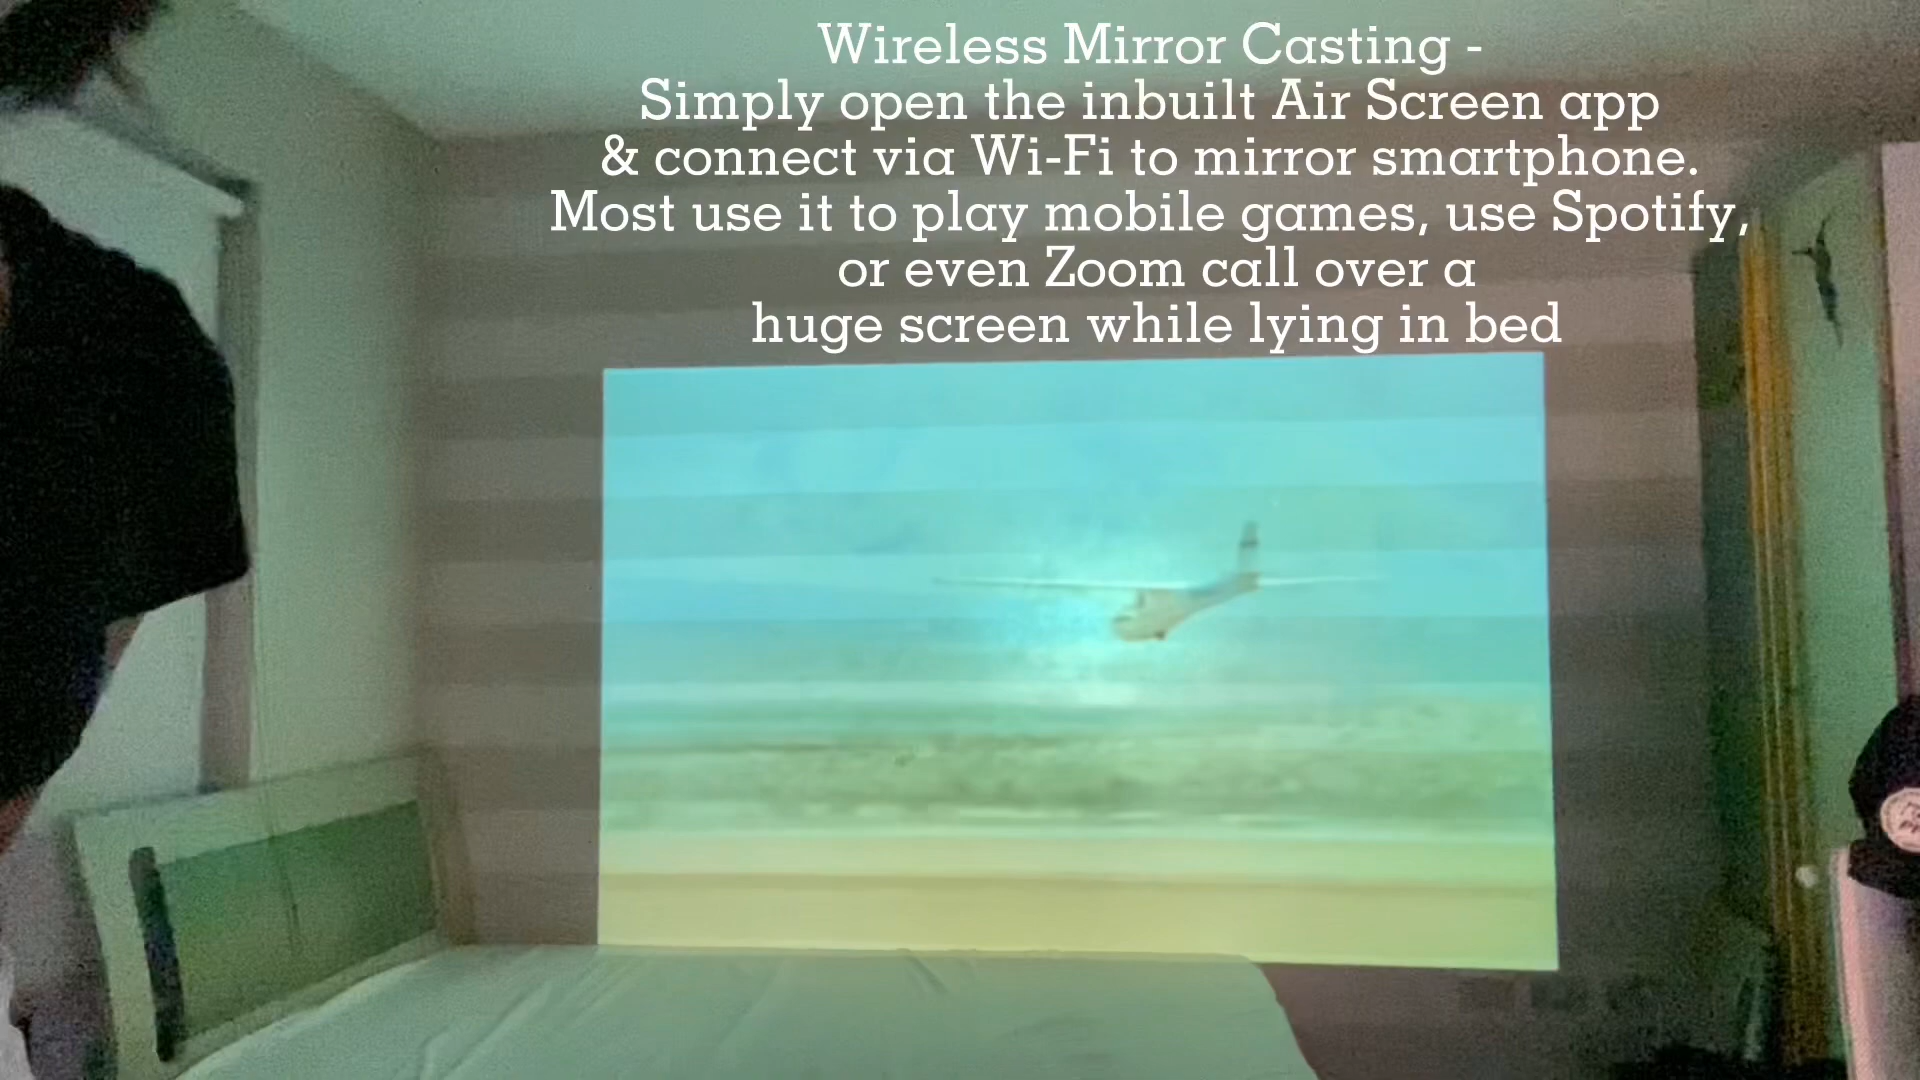 Wireless Mirror Casting -
Simply open the inbuilt Air Screen app
& connect via Wi-Fi to mirror smartphone.
Most use it to play mobile games, use Spotify,
or even Zoom call over a
huge screen while lying in bed